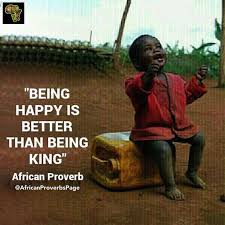 "BEING
HAPPY IS
BETTER
THAN BEING
KING"
African Proverb
@AfricanProverbsPage